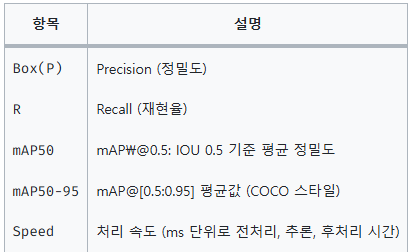 항목 설명
Box(P) Precision (정밀도)
R Recall (재현율)
mAP50 mAP₩@0.5: IOU 0.5 기준 평균 정밀도
mAP50-95 mAP@[0.5:0.95] 평균값 (COCO 스타일)
Speed 처리 속도 (ms 단위로 전처리, 추론, 후처리 시간)